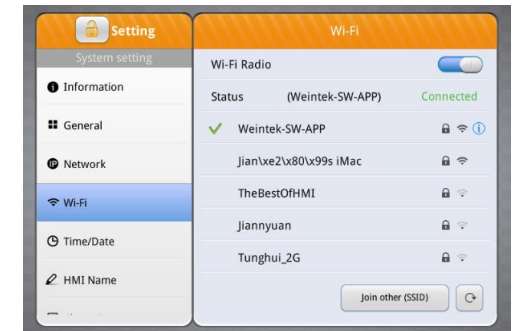 Setting
System setting
Information
General
Network
Wi-Fi
Time/Date
HMI Name
Wi-Fi
Wi-Fi Radio
Status (Weintek-SW-APP) Connected
Weintek-SW-APP
Jian\xe2\x80\x99s iMac
TheBestOfHMI
Jiannyuan
Tunghui_2G
Join other (SSID)